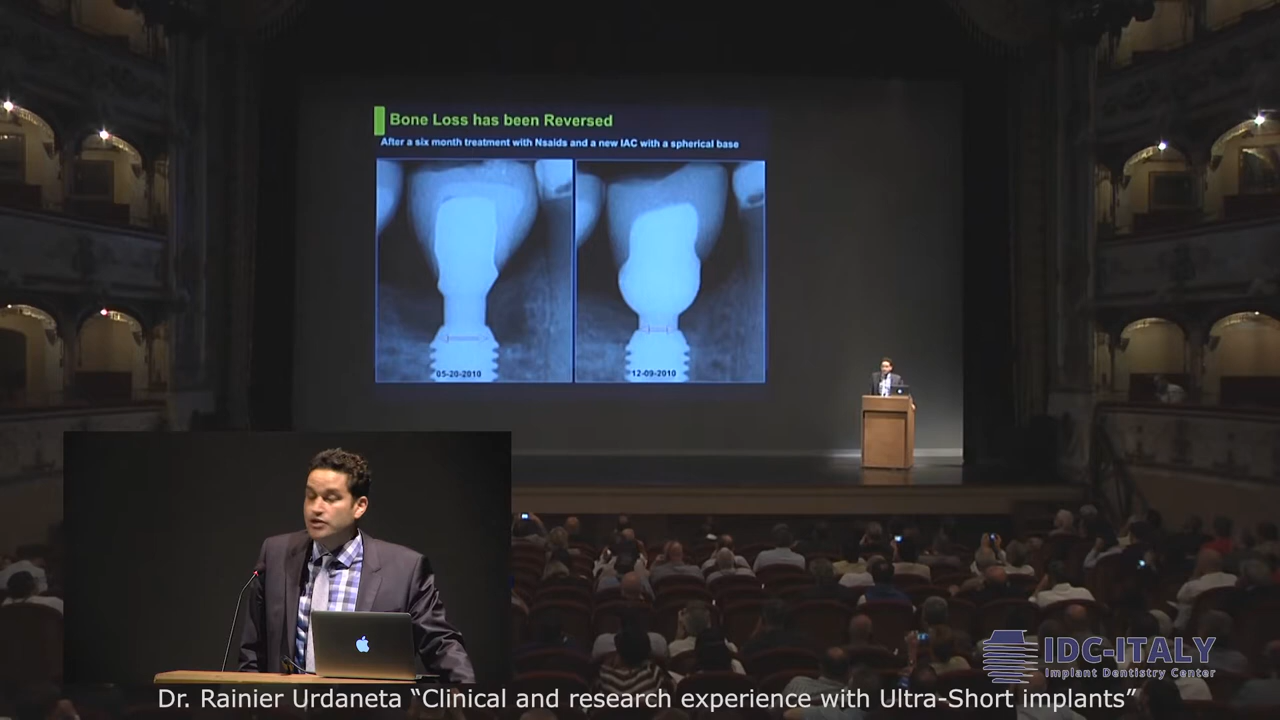 Bone Loss has been Reversed
After a six month treatment with Nsaids and a new IAC with a spherical base
05-20-2010
12-09-2010
IDC-ITALY
Implant Dentistry Center
Dr. Rainier Urdaneta “Clinical and research experience with Ultra-Short implants”